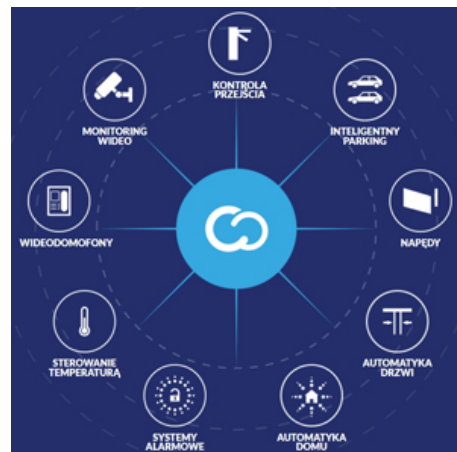 KONTROLA
PRZEJŚCIA
INTELIGENTNY
PARKING
NAPĘDY
AUTOMATYKA
DRZWI
AUTOMATYKA
DOMU
SYSTEMY
ALARMOWE
STEROWANIE
TEMPERATURĄ
WIDEODOMOFONY
MONITORING
WIDEO